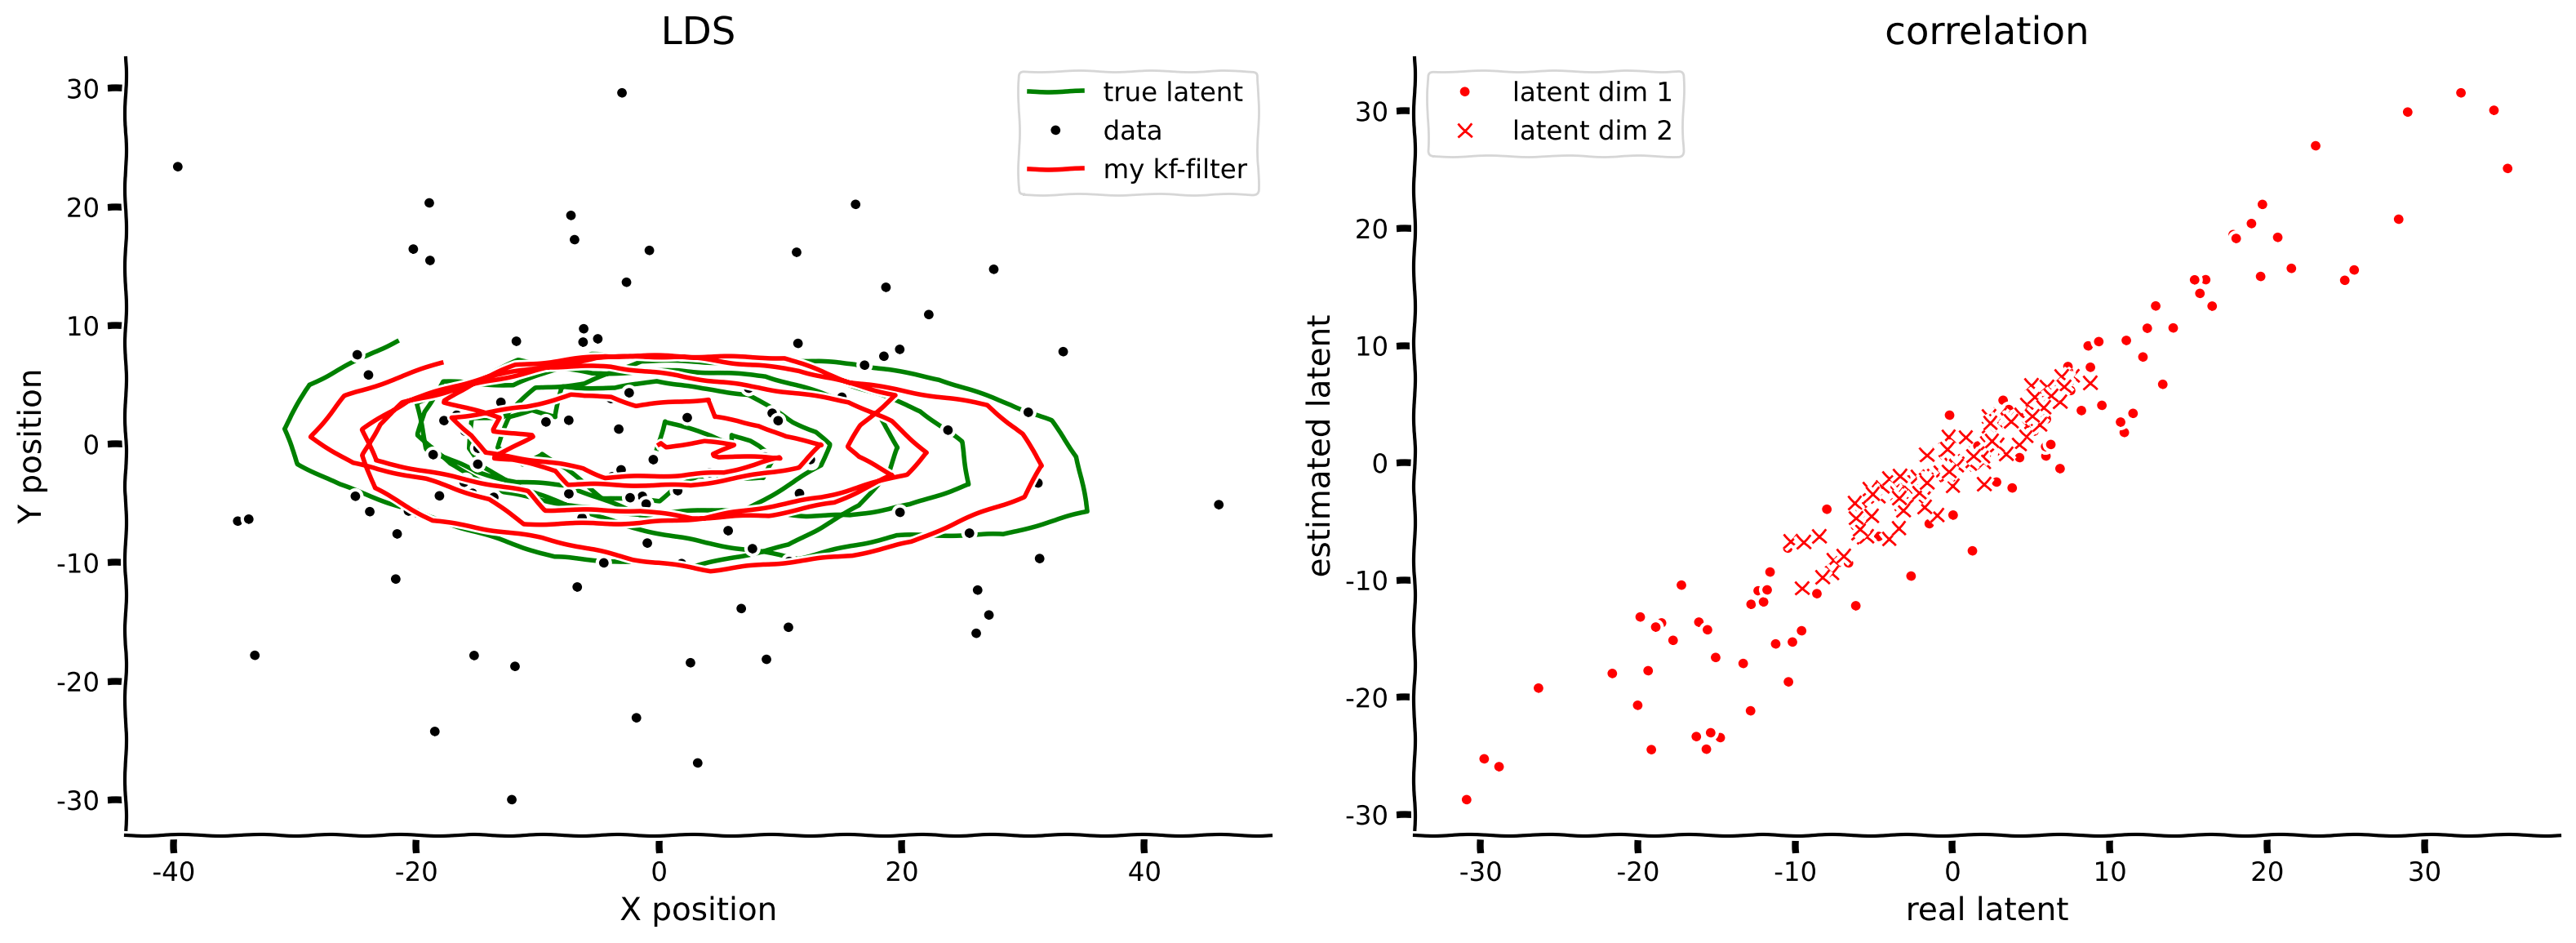 LDS
true latent
data
my kf-filter
30
20
10
0
-10
-20
-30
Y position
-40
-20
0
20
40
X position
correlation
latent dim 1
latent dim 2
30
20
10
0
-10
-20
-30
estimated latent
-30
-20
-10
0
10
20
30
real latent